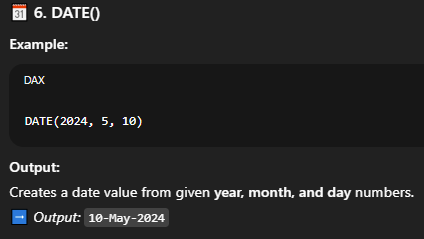 6. DATE()
Example:
DAX
DATE(2024, 5, 10)
Output:
Creates a date value from given year, month, and day numbers.
Output: 10-May-2024